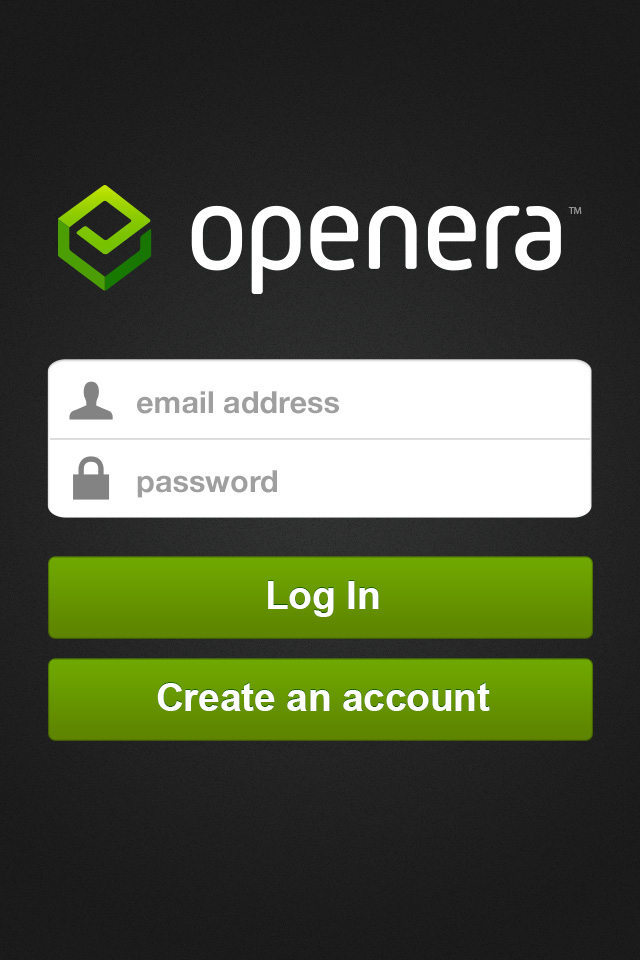 openera™
email address
password
Log In
Create an account